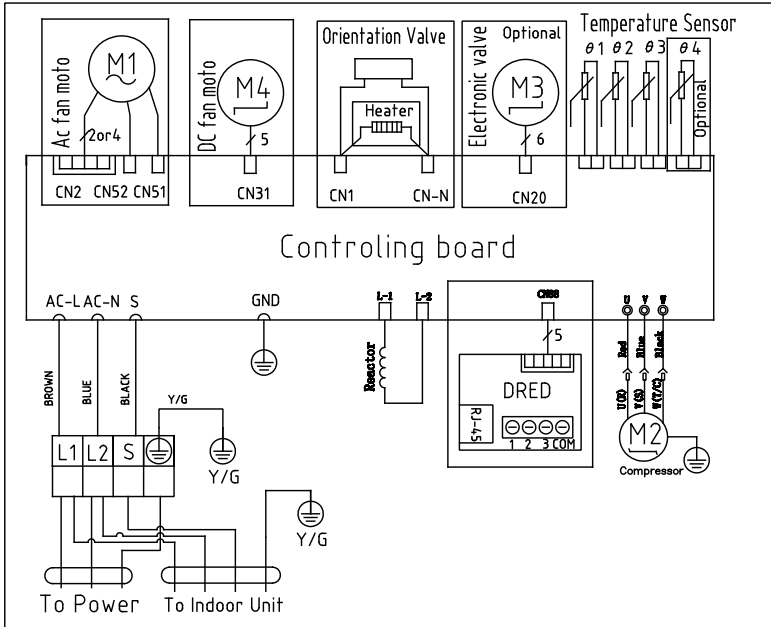 Temperature Sensor
Ac fan moto
M1
2or4
CN2 CN52 CN51
DC fan moto
M4
5
CN31
Orientation Valve
Heater
CN1 CN-N
Electronic valve
Optional
M3
6
CN20
θ1 θ2 θ3 θ4
Optional
Controling board
AC-L AC-N S
GND
L-1 L-2
Reactor
5
DRED
RJ-45
1 2 3 COM
U V W
Red Blue Black
U(R) V(S) W(T/C)
M2
Compressor
BROWN
BLUE
BLACK
Y/G
L1 L2 S
Y/G
Y/G
To Power
To Indoor Unit